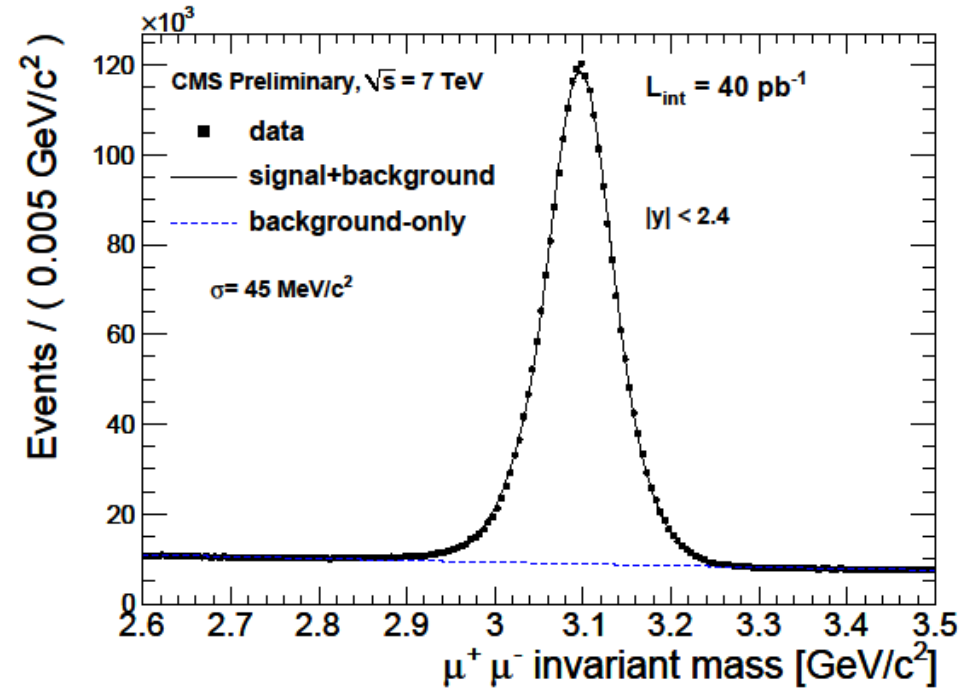 ×10³
Events / ( 0.005 GeV/c²)
120
100
80
60
40
20
0
CMS Preliminary, √s = 7 TeV
L_int = 40 pb⁻¹
data
signal+background
background-only
|y| < 2.4
σ= 45 MeV/c²
2.6 2.7 2.8 2.9 3 3.1 3.2 3.3 3.4 3.5
μ⁺ μ⁻ invariant mass [GeV/c²]